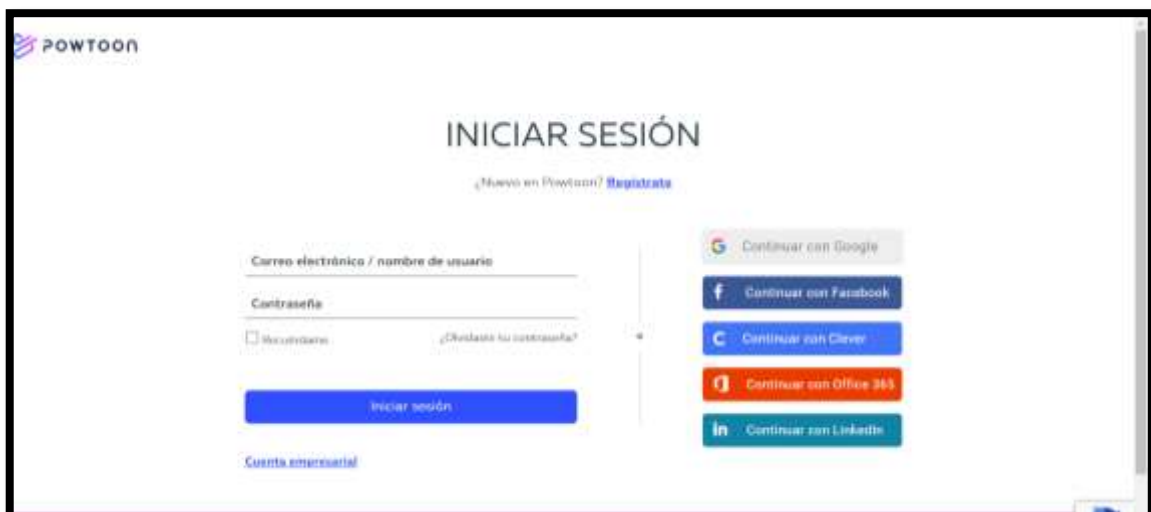 POWTOON
INICIAR SESIÓN
¿Nuevo en Powtoon? Regístrate
Correo electrónico / nombre de usuario
Contraseña
Recuérdame
¿Olvidaste tu contraseña?
o
Iniciar sesión
Cuenta empresarial
Continuar con Google
Continuar con Facebook
Continuar con Clever
Continuar con Office 365
Continuar con LinkedIn